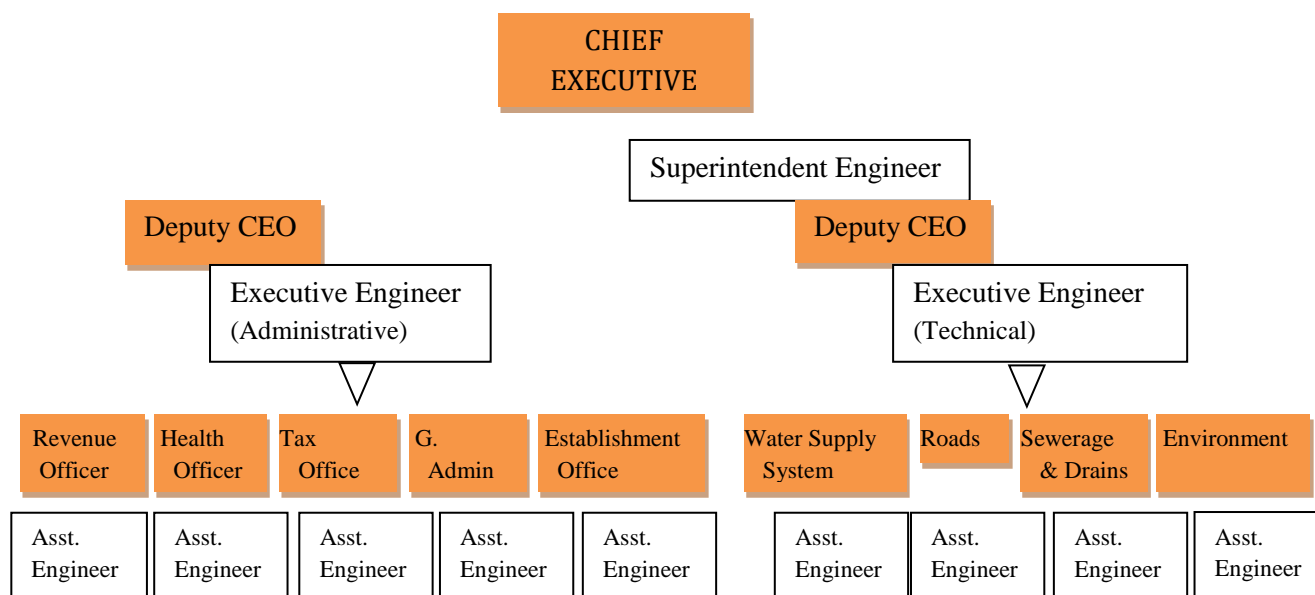 CHIEF
EXECUTIVE
Superintendent Engineer
Deputy CEO
Deputy CEO
Executive Engineer
(Administrative)
Executive Engineer
(Technical)
Revenue
Officer
Health
Officer
Tax
Office
G.
Admin
Establishment
Office
Water Supply
System
Roads
Sewerage
& Drains
Environment
Asst.
Engineer
Asst.
Engineer
Asst.
Engineer
Asst.
Engineer
Asst.
Engineer
Asst.
Engineer
Asst.
Engineer
Asst.
Engineer
Asst.
Engineer